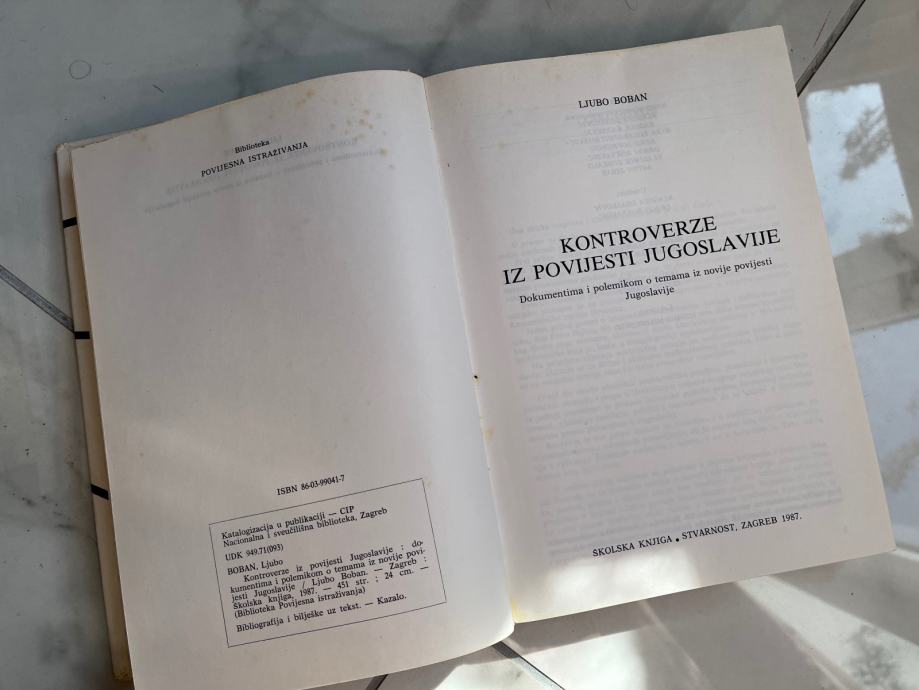 Biblioteka
POVIJESNA ISTRAŽIVANJA
ISBN 86-03-99041-7
Katalogizacija u publikaciji — CIP
Nacionalna i sveučilišna biblioteka, Zagreb
UDK 949.71(093)
BOBAN, Ljubo
Kontroverze iz povijesti Jugoslavije : do-
kumentima i polemikom o temama iz novije povi-
jesti Jugoslavije / Ljubo Boban. — Zagreb :
Školska knjiga, 1987. — 451 str. ; 24 cm. —
(Biblioteka Povijesna istraživanja)
Bibliografija i bilješke uz tekst. — Kazalo.
LJUBO BOBAN
KONTROVERZE
IZ POVIJESTI JUGOSLAVIJE
Dokumentima i polemikom o temama iz novije povijesti
Jugoslavije
ŠKOLSKA KNJIGA • STVARNOST, ZAGREB 1987.